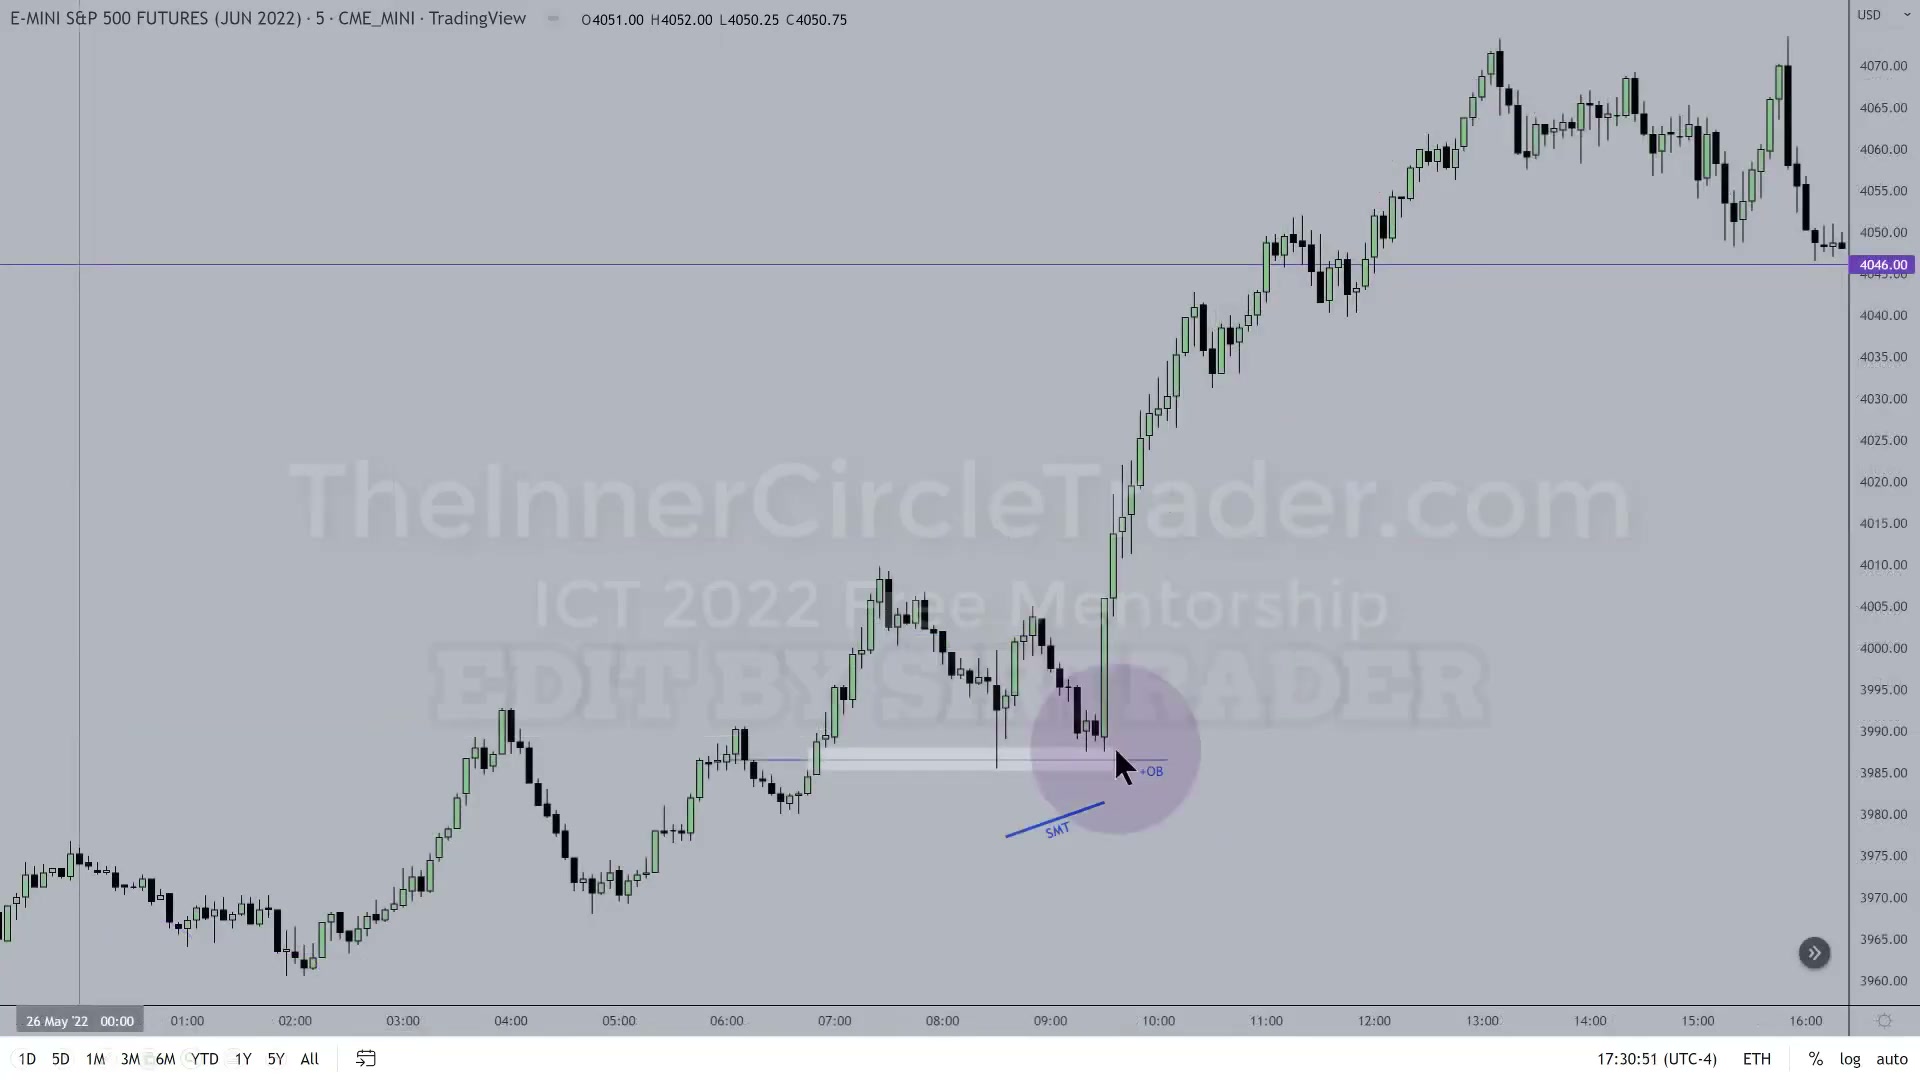 E-MINI S&P 500 FUTURES (JUN 2022) · 5 · CME_MINI · TradingView O4051.00 H4052.00 L4050.25 C4050.75
USD
4070.00
4065.00
4060.00
4055.00
4050.00
4046.00
4040.00
4035.00
4030.00
4025.00
4020.00
4015.00
4010.00
4005.00
4000.00
3995.00
3990.00
3985.00
3980.00
3975.00
3970.00
3965.00
3960.00
TheInnerCircleTrader.com
ICT 2022 Free Mentorship
+OB
SMT
26 May '22 00:00 01:00 02:00 03:00 04:00 05:00 06:00 07:00 08:00 09:00 10:00 11:00 12:00 13:00 14:00 15:00 16:00
1D 5D 1M 3M 6M YTD 1Y 5Y All 17:30:51 (UTC-4) ETH % log auto